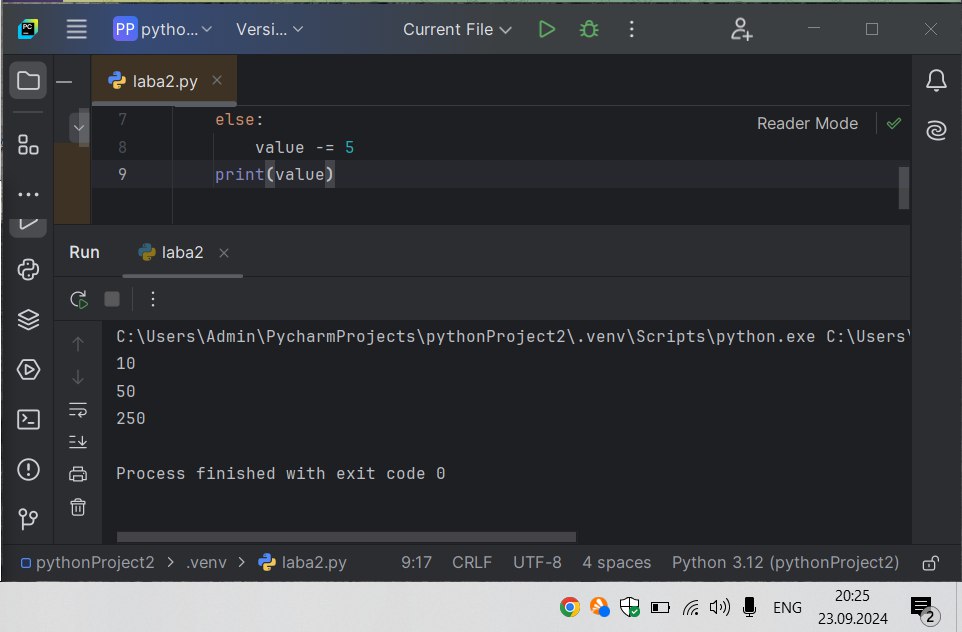 PP pytho... Versi... Current File
laba2.py
7 else:
Reader Mode
8 value -= 5
9 print(value)
Run laba2
C:\Users\Admin\PycharmProjects\pythonProject2\.venv\Scripts\python.exe C:\Users\
10
50
250
Process finished with exit code 0
pythonProject2 > .venv > laba2.py 9:17 CRLF UTF-8 4 spaces Python 3.12 (pythonProject2)
ENG 20:25
23.09.2024 2